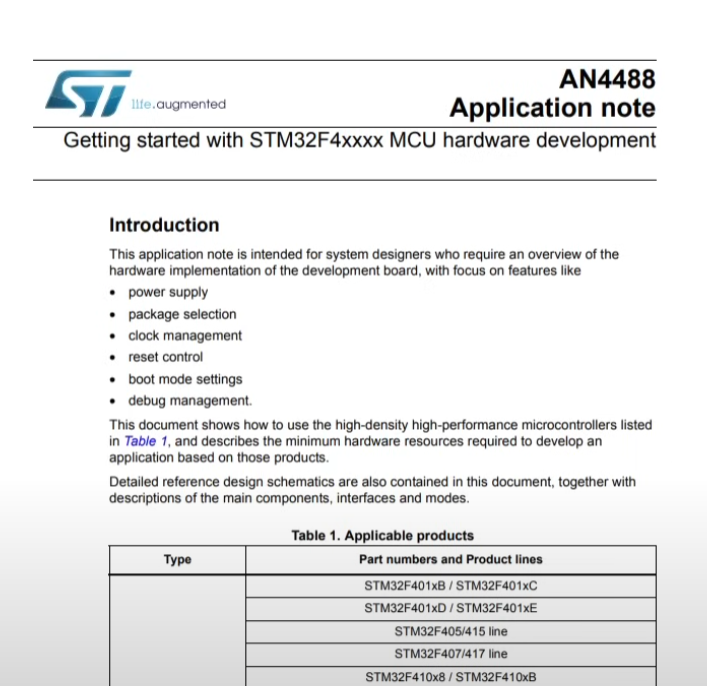 life.augmented
AN4488
Application note
Getting started with STM32F4xxxx MCU hardware development
Introduction
This application note is intended for system designers who require an overview of the
hardware implementation of the development board, with focus on features like
• power supply
• package selection
• clock management
• reset control
• boot mode settings
• debug management.
This document shows how to use the high-density high-performance microcontrollers listed
in Table 1, and describes the minimum hardware resources required to develop an
application based on those products.
Detailed reference design schematics are also contained in this document, together with
descriptions of the main components, interfaces and modes.
Table 1. Applicable products
Type Part numbers and Product lines
STM32F401xB / STM32F401xC
STM32F401xD / STM32F401xE
STM32F405/415 line
STM32F407/417 line
STM32F410x8 / STM32F410xB